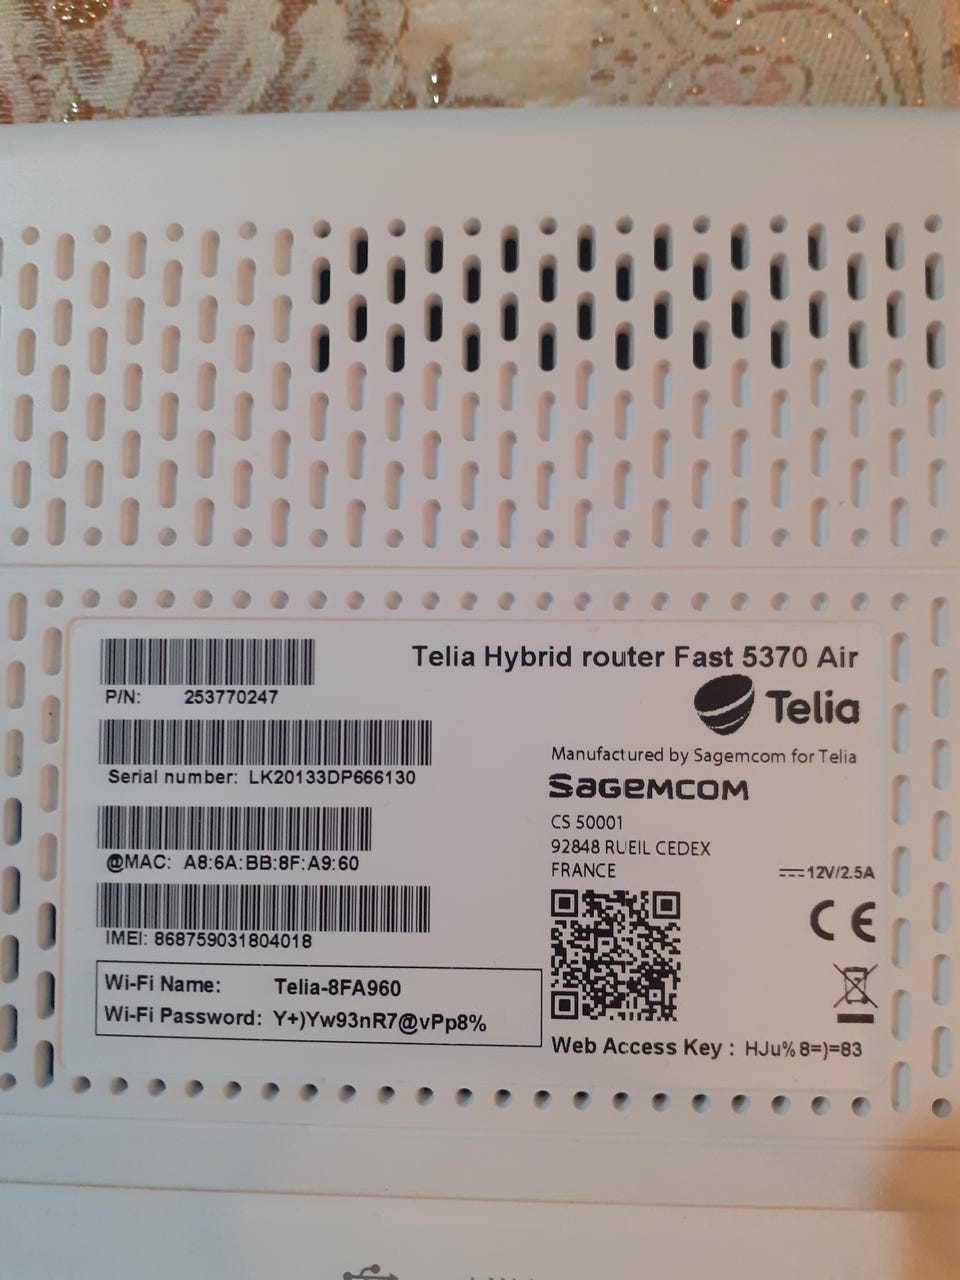 Telia Hybrid router Fast 5370 Air
Telia
P/N: 253770247
Serial number: LK20133DP666130
@MAC: A8:6A:BB:8F:A9:60
IMEI: 868759031804018
Wi-Fi Name: Telia-8FA960
Wi-Fi Password: Y+)Yw93nR7@vPp8%
Manufactured by Sagemcom for Telia
SAGEMCOM
CS 50001
92848 RUEIL CEDEX
FRANCE
12V/2.5A
CE
Web Access Key : HJu%8=)=83